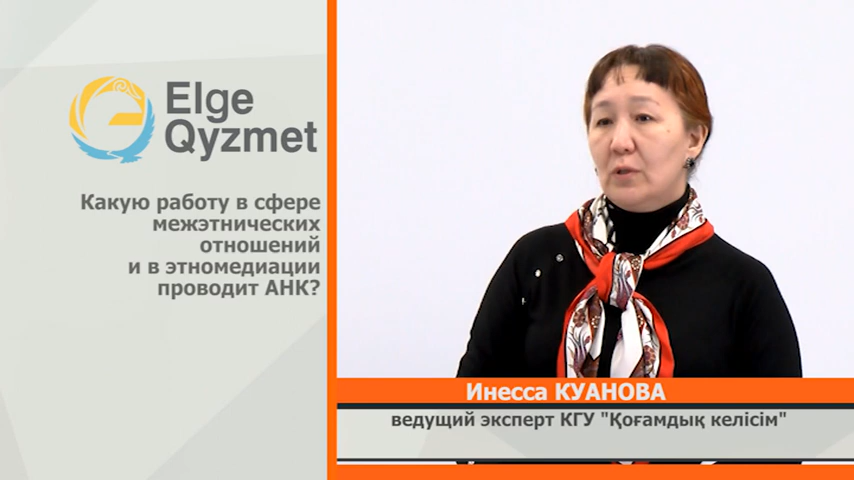 Elge
Qyzmet
Какую работу в сфере
межэтнических
отношений
и в этномедиации
проводит АНК?
Инесса КУАНОВА
ведущий эксперт КГУ "Қоғамдық келісім"